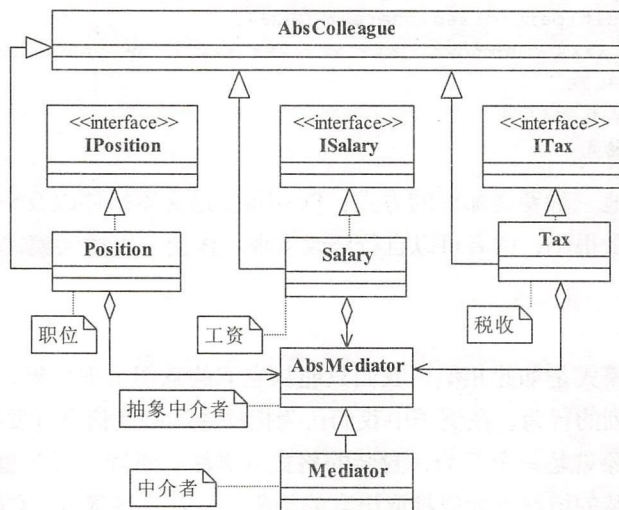 AbsColleague
<<interface>>
IPosition
<<interface>>
ISalary
<<interface>>
ITax
Position
Salary
Tax
职位
工资
税收
AbsMediator
抽象中介者
Mediator
中介者